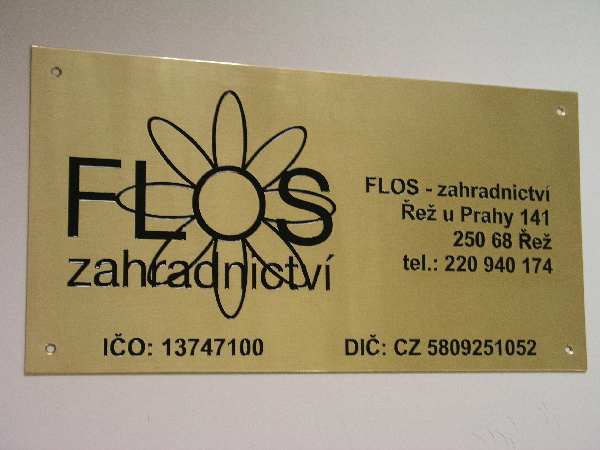 FLOS
zahradnictví
FLOS - zahradnictví
Řež u Prahy 141
250 68 Řež
tel.: 220 940 174
IČO: 13747100
DIČ: CZ 5809251052